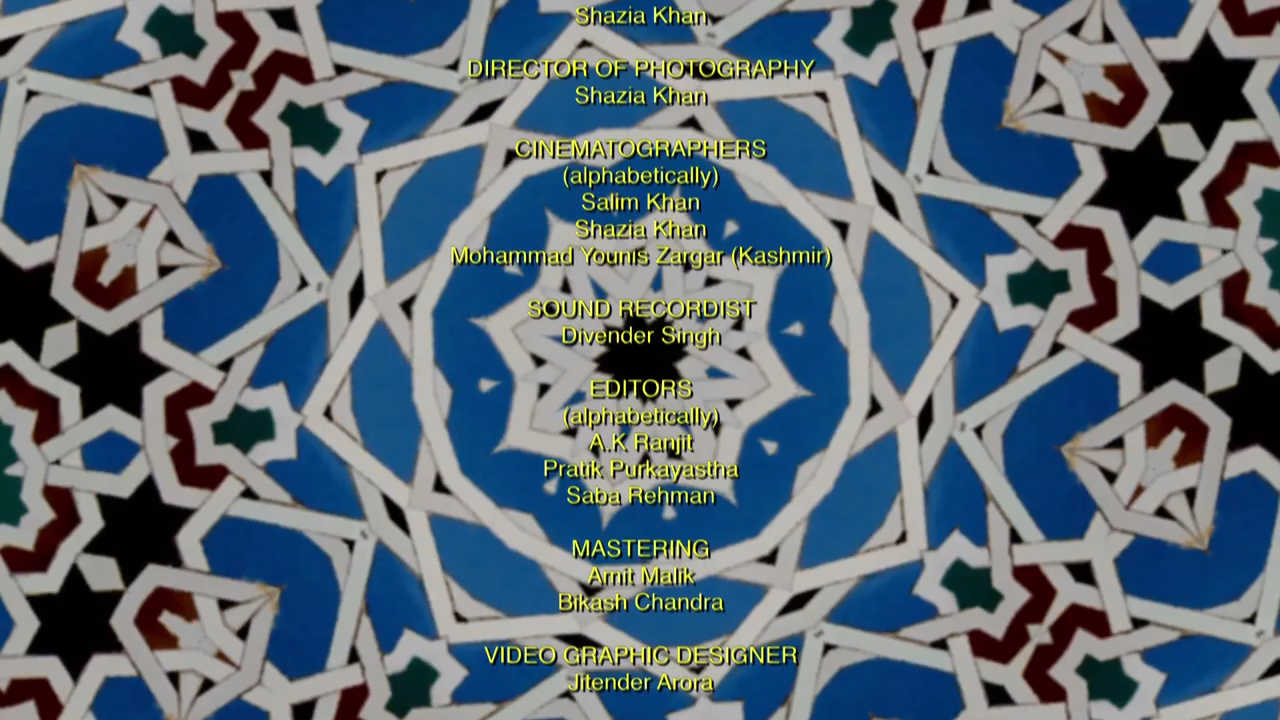 Shazia Khan
DIRECTOR OF PHOTOGRAPHY
Shazia Khan
CINEMATOGRAPHERS
(alphabetically)
Salim Khan
Shazia Khan
Mohammad Younis Zargar (Kashmir)
SOUND RECORDIST
Divender Singh
EDITORS
(alphabetically)
A.K Ranjit
Pratik Purkayastha
Saba Rehman
MASTERING
Amit Malik
Bikash Chandra
VIDEO GRAPHIC DESIGNER
Jitender Arora